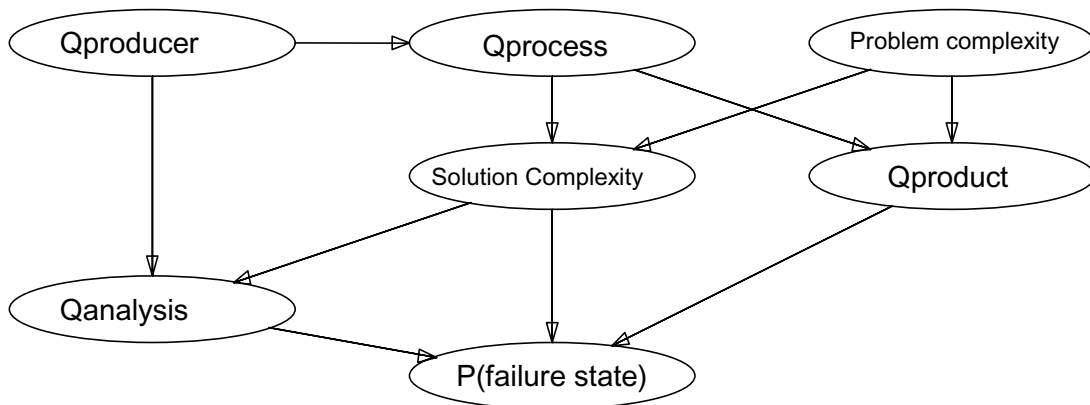 Qproducer
Qprocess
Problem complexity
Solution Complexity
Qproduct
Qanalysis
P(failure state)